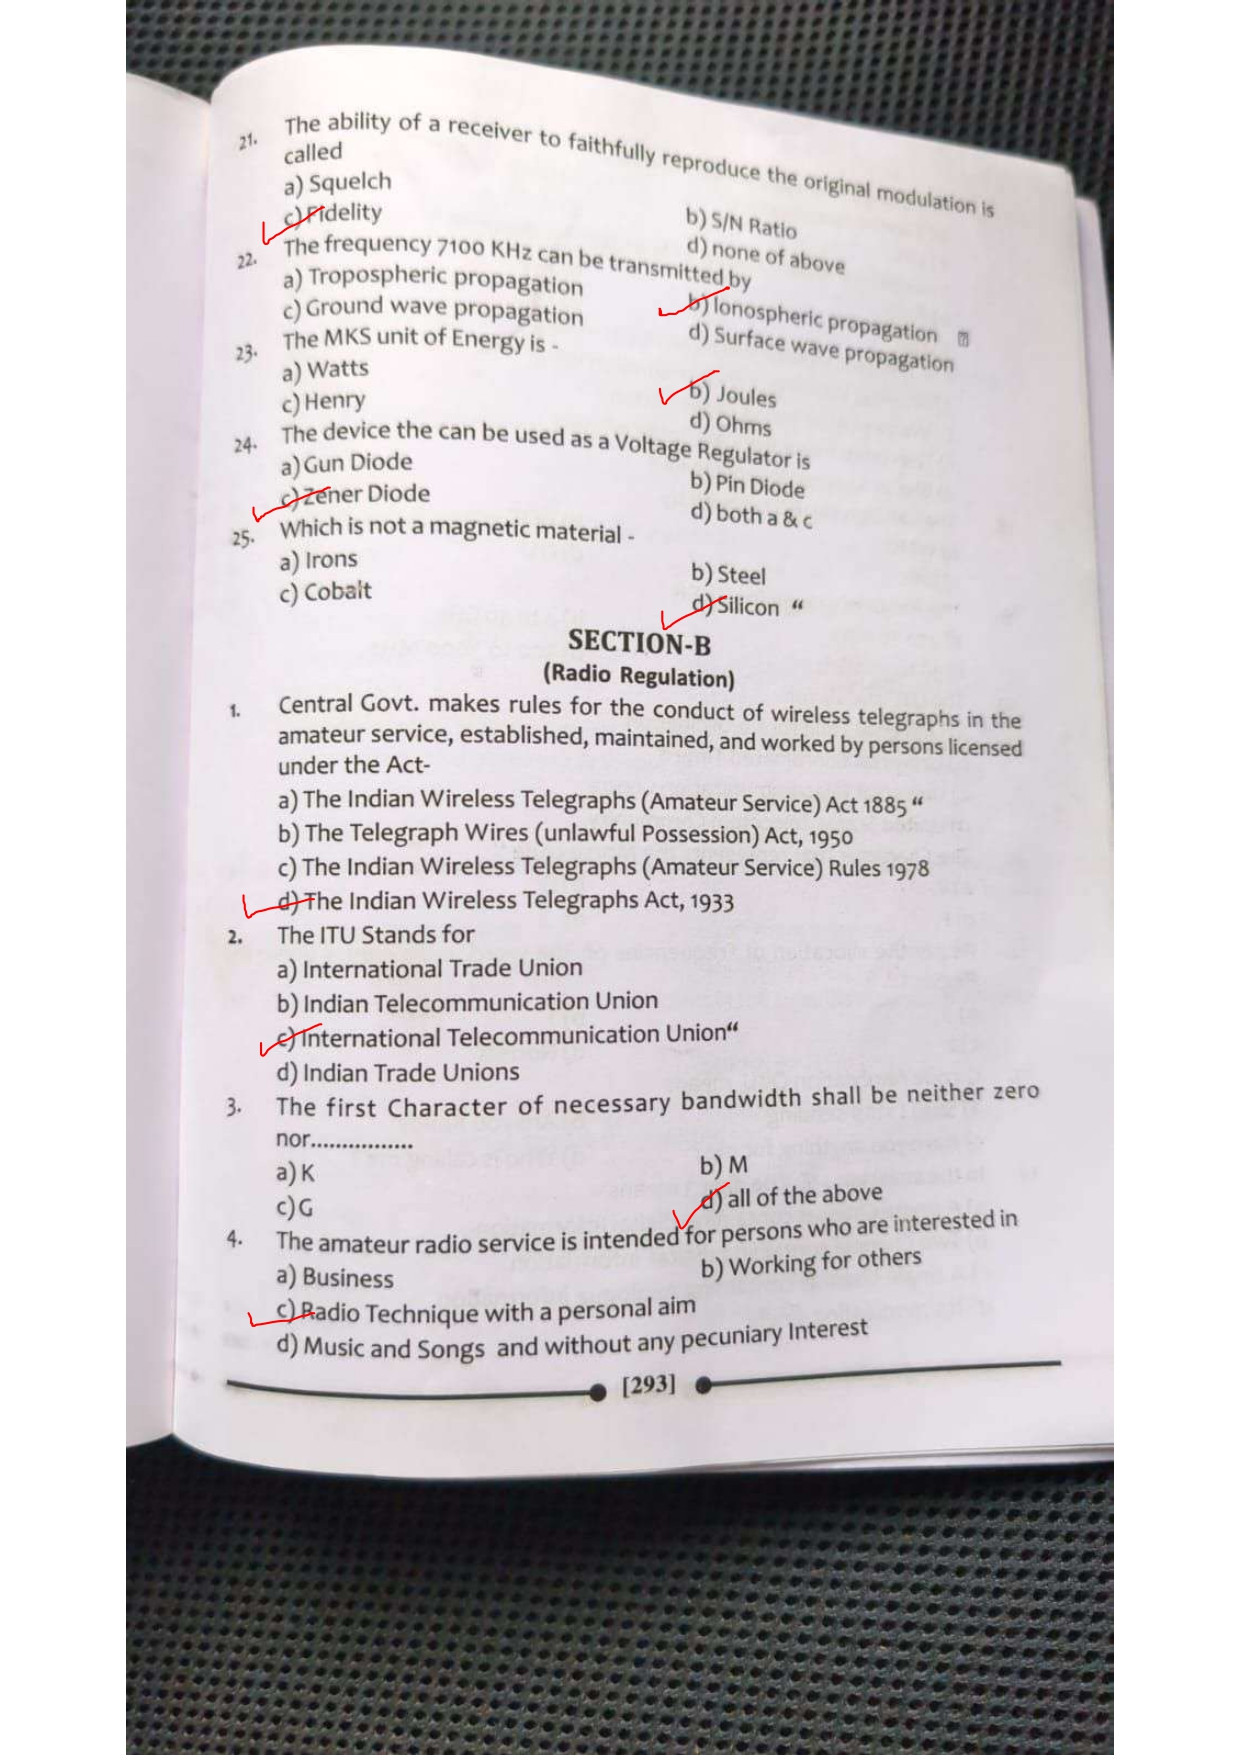 21. The ability of a receiver to faithfully reproduce the original modulation is
called
a) Squelch
b) S/N Ratio
c) Fidelity
d) none of above
22. The frequency 7100 KHz can be transmitted by
a) Tropospheric propagation
b) Ionospheric propagation
c) Ground wave propagation
d) Surface wave propagation
23. The MKS unit of Energy is -
a) Watts
b) Joules
c) Henry
d) Ohms
24. The device the can be used as a Voltage Regulator is
a) Gun Diode
b) Pin Diode
c) Zener Diode
d) both a & c
25. Which is not a magnetic material -
a) Irons
b) Steel
c) Cobalt
d) Silicon “
SECTION-B
(Radio Regulation)
1. Central Govt. makes rules for the conduct of wireless telegraphs in the
amateur service, established, maintained, and worked by persons licensed
under the Act-
a) The Indian Wireless Telegraphs (Amateur Service) Act 1885 “
b) The Telegraph Wires (unlawful Possession) Act, 1950
c) The Indian Wireless Telegraphs (Amateur Service) Rules 1978
d) The Indian Wireless Telegraphs Act, 1933
2. The ITU Stands for
a) International Trade Union
b) Indian Telecommunication Union
c) International Telecommunication Union“
d) Indian Trade Unions
3. The first Character of necessary bandwidth shall be neither zero
nor................
a) K
b) M
c) G
d) all of the above
4. The amateur radio service is intended for persons who are interested in
a) Business
b) Working for others
c) Radio Technique with a personal aim
d) Music and Songs and without any pecuniary Interest
[293]